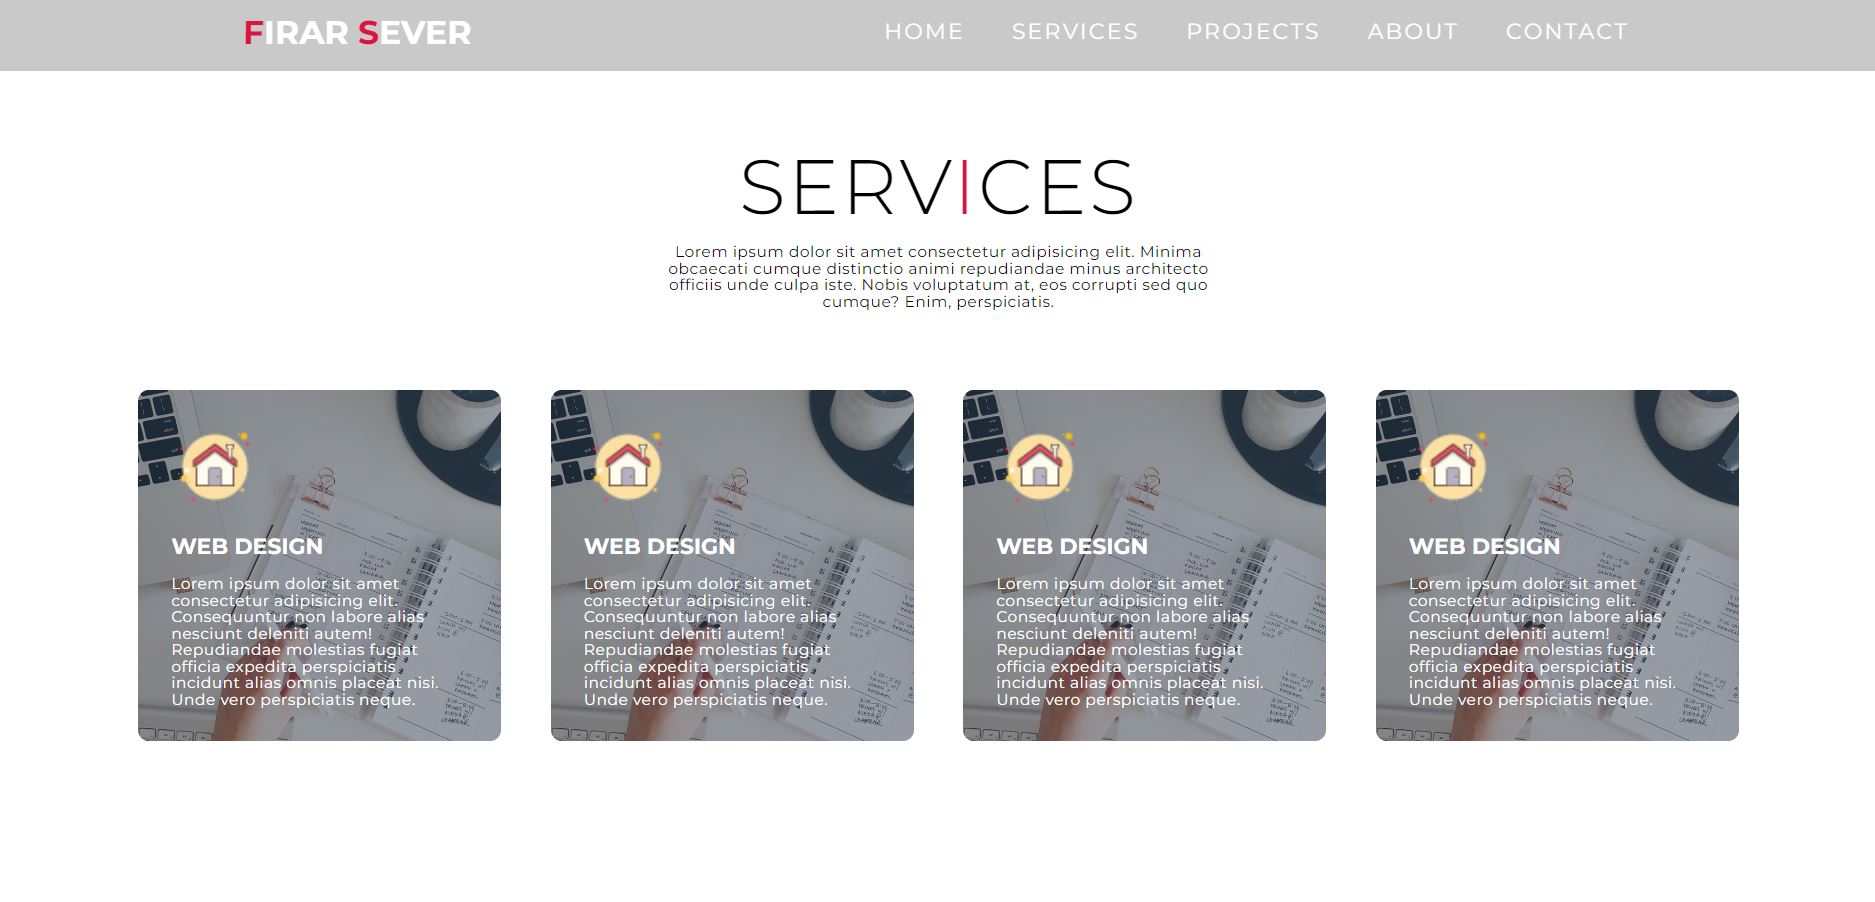 FIRAR SEVER
HOME SERVICES PROJECTS ABOUT CONTACT
SERVICES
Lorem ipsum dolor sit amet consectetur adipisicing elit. Minima
obcaecati cumque distinctio animi repudiandae minus architecto
officiis unde culpa iste. Nobis voluptatum at, eos corrupti sed quo
cumque? Enim, perspiciatis.
WEB DESIGN
Lorem ipsum dolor sit amet
consectetur adipisicing elit.
Consequuntur non labore alias
nesciunt deleniti autem!
Repudiandae molestias fugiat
officia expedita perspiciatis
incidunt alias omnis placeat nisi.
Unde vero perspiciatis neque.
WEB DESIGN
Lorem ipsum dolor sit amet
consectetur adipisicing elit.
Consequuntur non labore alias
nesciunt deleniti autem!
Repudiandae molestias fugiat
officia expedita perspiciatis
incidunt alias omnis placeat nisi.
Unde vero perspiciatis neque.
WEB DESIGN
Lorem ipsum dolor sit amet
consectetur adipisicing elit.
Consequuntur non labore alias
nesciunt deleniti autem!
Repudiandae molestias fugiat
officia expedita perspiciatis
incidunt alias omnis placeat nisi.
Unde vero perspiciatis neque.
WEB DESIGN
Lorem ipsum dolor sit amet
consectetur adipisicing elit.
Consequuntur non labore alias
nesciunt deleniti autem!
Repudiandae molestias fugiat
officia expedita perspiciatis
incidunt alias omnis placeat nisi.
Unde vero perspiciatis neque.